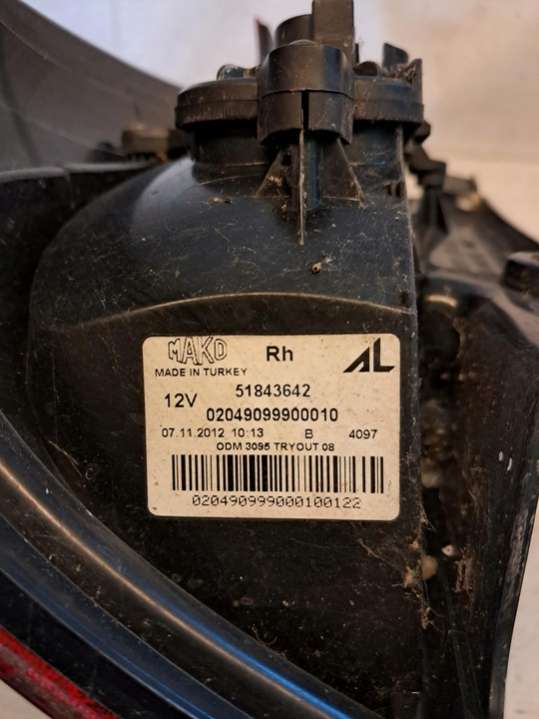 MAKO Rh AL
MADE IN TURKEY
12V 51843642
02049099900010
07.11.2012 10:13 B 4097
ODM 3095 TRYOUT 08
020490999000100122